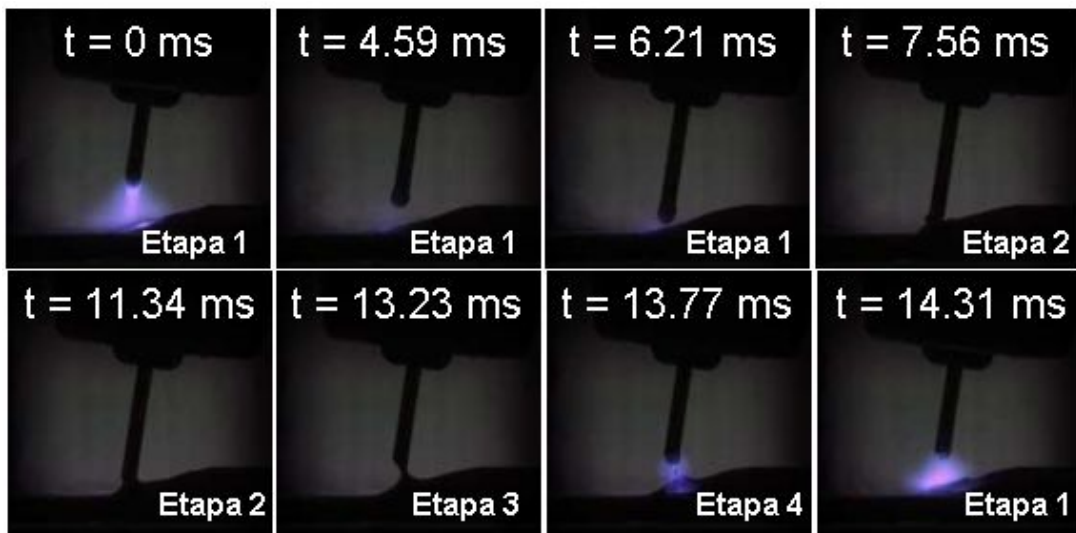 t = 0 ms
Etapa 1
t = 4.59 ms
Etapa 1
t = 6.21 ms
Etapa 1
t = 7.56 ms
Etapa 2
t = 11.34 ms
Etapa 2
t = 13.23 ms
Etapa 3
t = 13.77 ms
Etapa 4
t = 14.31 ms
Etapa 1